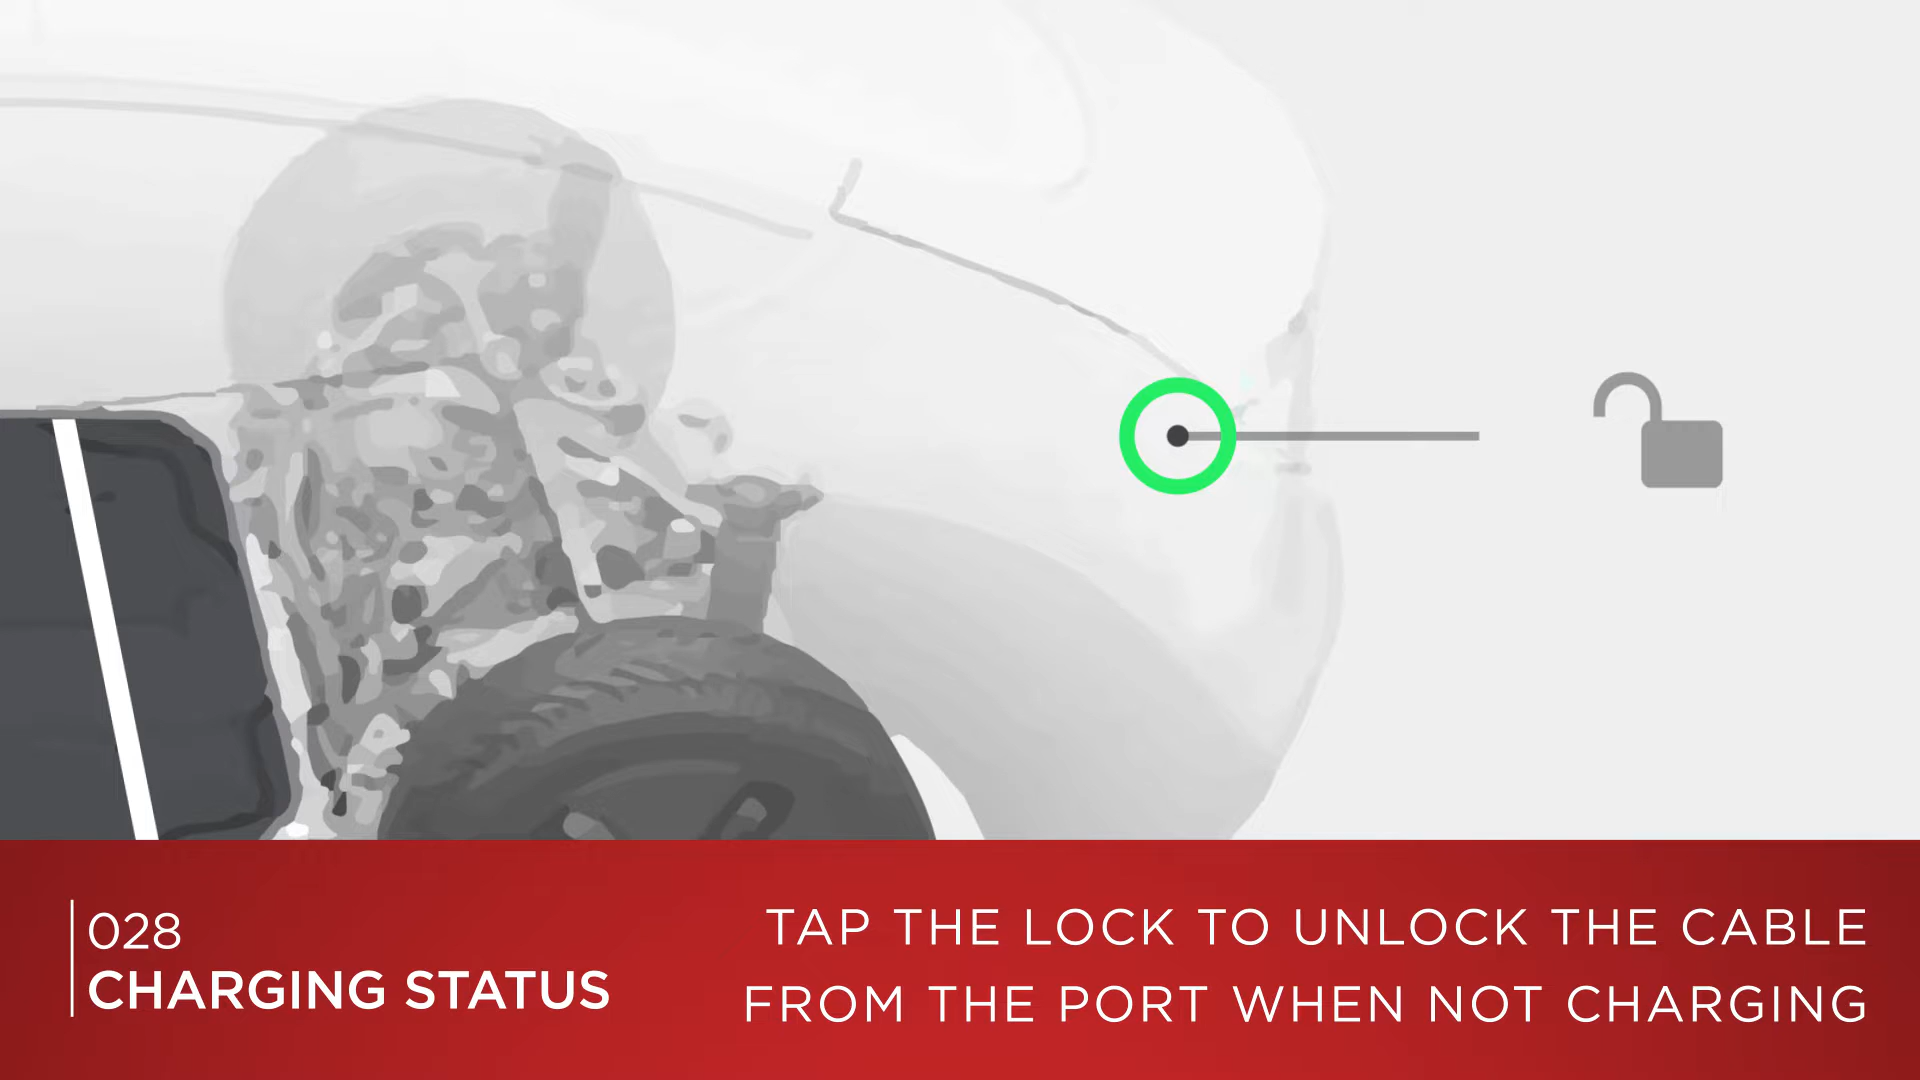 028
CHARGING STATUS
TAP THE LOCK TO UNLOCK THE CABLE
FROM THE PORT WHEN NOT CHARGING